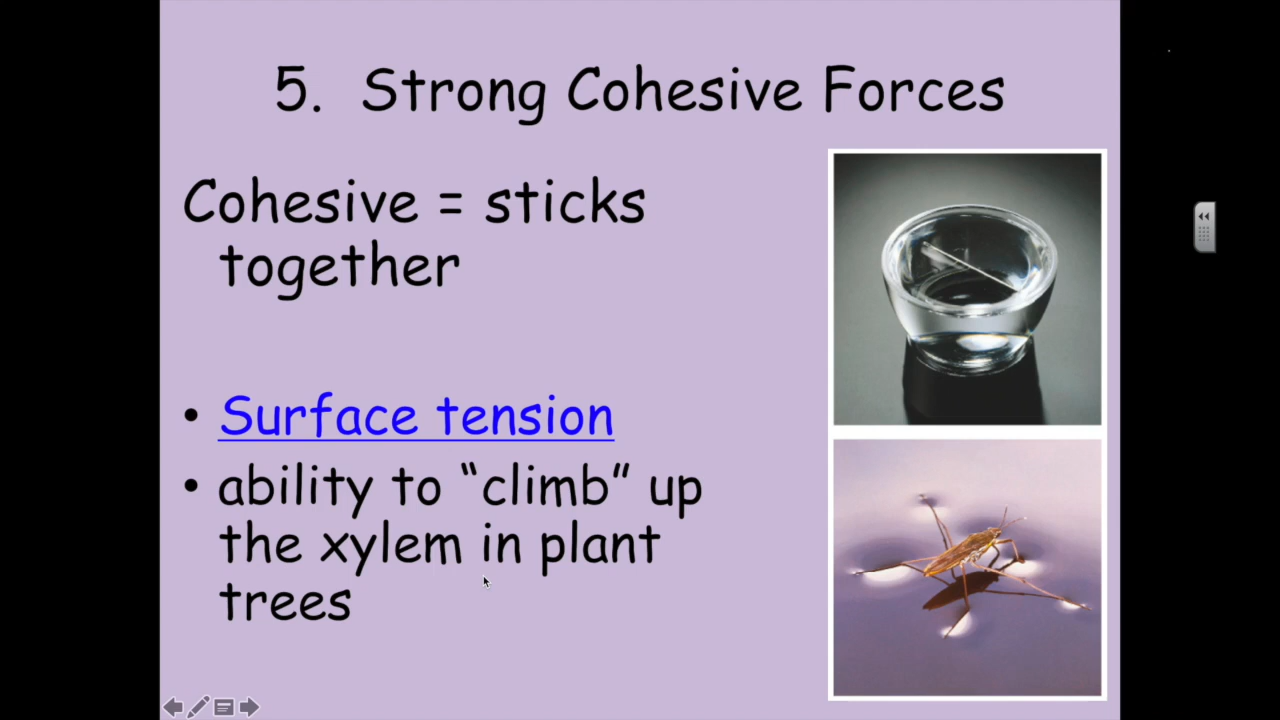 5. Strong Cohesive Forces
Cohesive = sticks
together
• Surface tension
• ability to “climb” up
the xylem in plant
trees